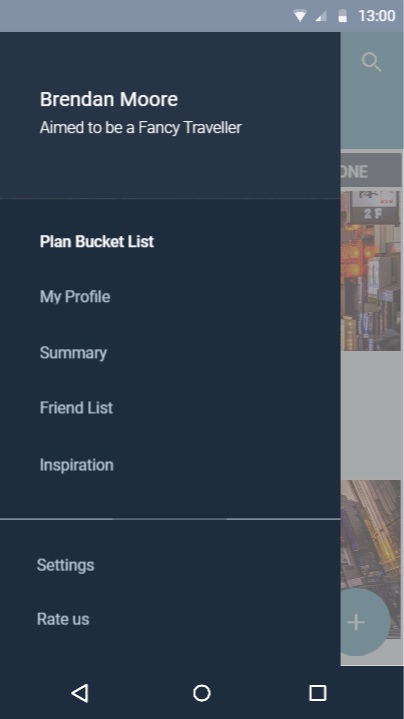 13:00
Brendan Moore
Aimed to be a Fancy Traveller
ONE
2F
Plan Bucket List
My Profile
Summary
Friend List
Inspiration
Settings
Rate us